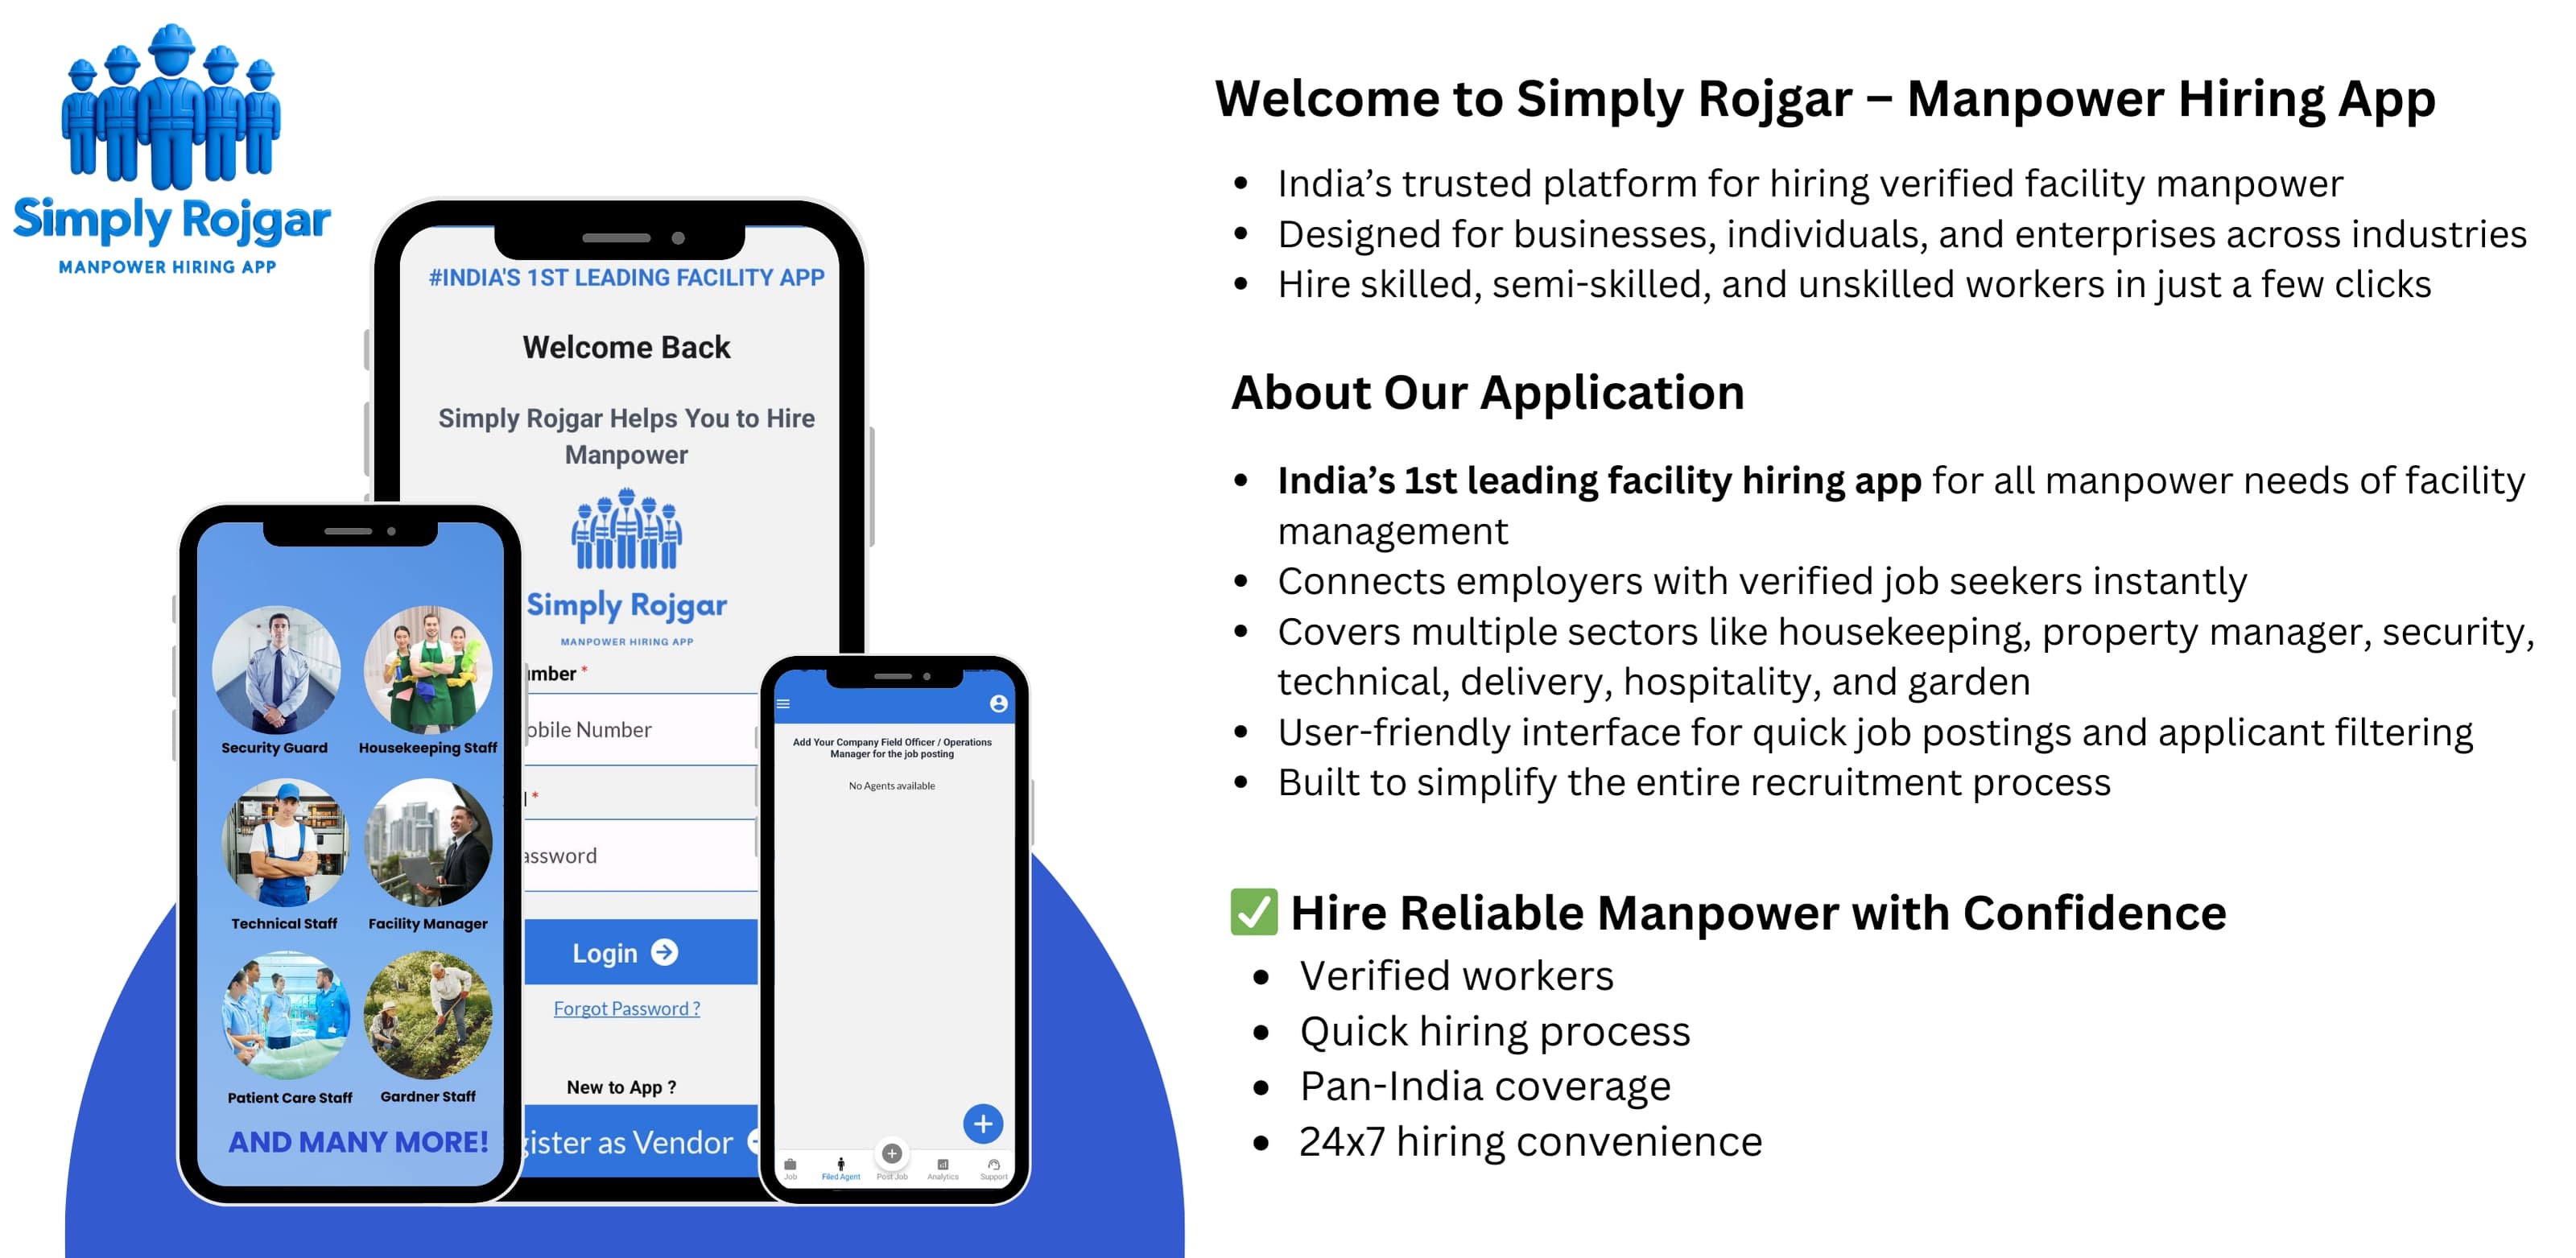 Simply Rojgar
MANPOWER HIRING APP
#INDIA'S 1ST LEADING FACILITY APP
Welcome Back
Simply Rojgar Helps You to Hire
Manpower
Simply Rojgar
MANPOWER HIRING APP
*
Number
*
Login
Forgot Password ?
New to App ?
as Vendor
Security Guard
Housekeeping Staff
Technical Staff
Facility Manager
Patient Care Staff
Gardner Staff
AND MANY MORE!
Add Your Company Field Officer / Operations
Manager for the job posting
No Agents available
Job
Filed Agent
Post Job
Analytics
Support
Welcome to Simply Rojgar – Manpower Hiring App
• India’s trusted platform for hiring verified facility manpower
• Designed for businesses, individuals, and enterprises across industries
• Hire skilled, semi-skilled, and unskilled workers in just a few clicks
About Our Application
• India’s 1st leading facility hiring app for all manpower needs of facility
management
• Connects employers with verified job seekers instantly
• Covers multiple sectors like housekeeping, property manager, security,
technical, delivery, hospitality, and garden
• User-friendly interface for quick job postings and applicant filtering
• Built to simplify the entire recruitment process
✅ Hire Reliable Manpower with Confidence
• Verified workers
• Quick hiring process
• Pan-India coverage
• 24x7 hiring convenience